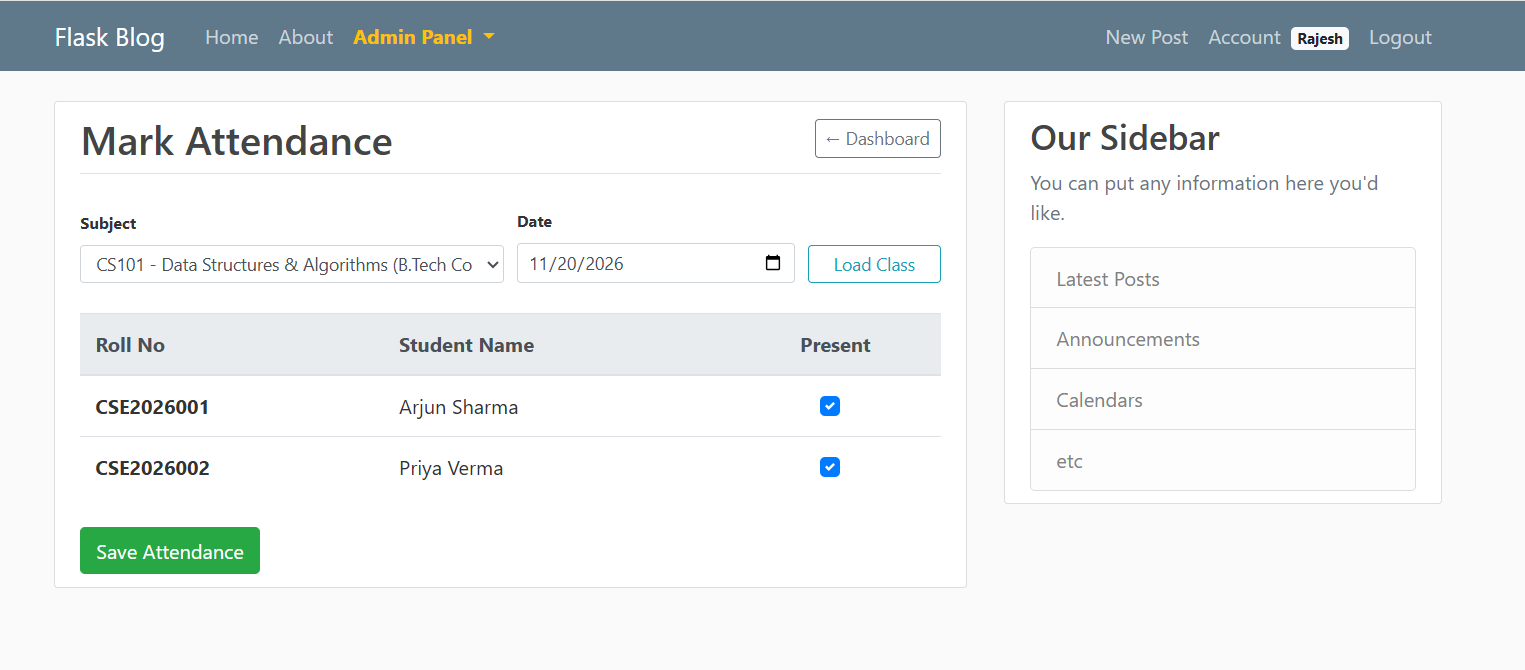 Flask Blog Home About Admin Panel New Post Account Rajesh Logout
Mark Attendance
← Dashboard
Subject
Date
CS101 - Data Structures & Algorithms (B.Tech Co
11/20/2026
Load Class
Roll No Student Name Present
CSE2026001 Arjun Sharma
CSE2026002 Priya Verma
Save Attendance
Our Sidebar
You can put any information here you'd
like.
Latest Posts
Announcements
Calendars
etc